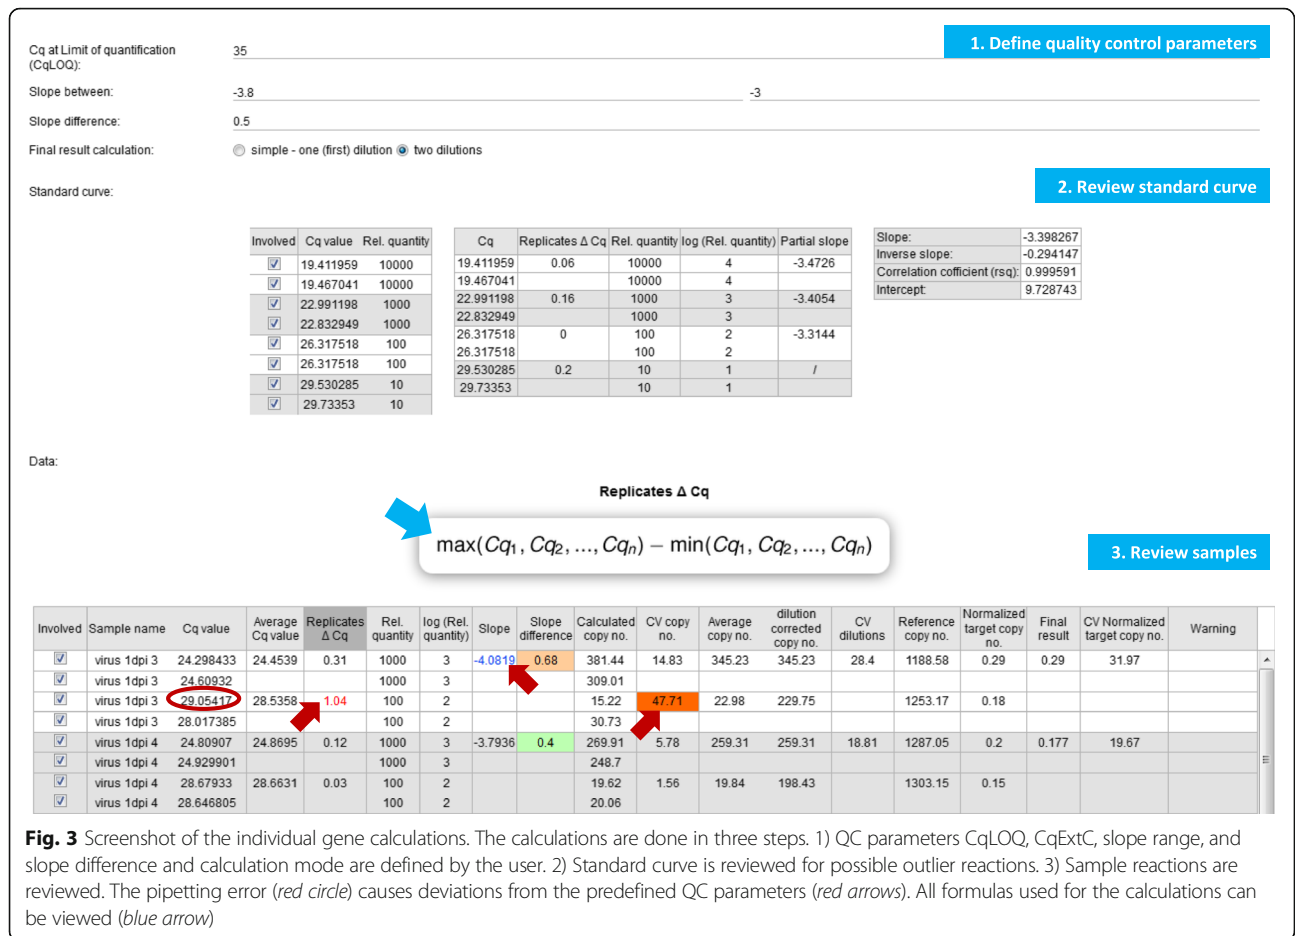 1. Define quality control parameters
Cq at Limit of quantification
(CqLOQ):
35
Slope between:
-3.8
-3
Slope difference:
0.5
Final result calculation:
simple - one (first) dilution
two dilutions
2. Review standard curve
Standard curve:
Involved Cq value Rel. quantity
19.411959 10000
19.467041 10000
22.991198 1000
22.832949 1000
26.317518 100
26.317518 100
29.530285 10
29.73353 10
Cq Replicates Δ Cq Rel. quantity log (Rel. quantity) Partial slope
19.411959 0.06 10000 4 -3.4726
19.467041 10000 4
22.991198 0.16 1000 3 -3.4054
22.832949 1000 3
26.317518 0 100 2 -3.3144
26.317518 100 2
29.530285 0.2 10 1 /
29.73353 10 1
Slope: -3.398267
Inverse slope: -0.294147
Correlation cofficient (rsq): 0.999591
Intercept: 9.728743
Data:
Replicates Δ Cq
max(Cq1, Cq2, ..., Cqn) − min(Cq1, Cq2, ..., Cqn)
3. Review samples
Involved Sample name Cq value Average Cq value Replicates Δ Cq Rel. quantity log (Rel. quantity) Slope Slope difference Calculated copy no. CV copy no. Average copy no. dilution corrected copy no. CV dilutions Reference copy no. Normalized target copy no. Final result CV Normalized target copy no. Warning
virus 1dpi 3 24.298433 24.4539 0.31 1000 3 -4.0819 0.68 381.44 14.83 345.23 345.23 28.4 1188.58 0.29 0.29 31.97
virus 1dpi 3 24.60932 1000 3 309.01
virus 1dpi 3 29.05417 28.5358 1.04 100 2 15.22 47.71 22.98 229.75 1253.17 0.18
virus 1dpi 3 28.017385 100 2 30.73
virus 1dpi 4 24.80907 24.8695 0.12 1000 3 -3.7936 0.4 269.91 5.78 259.31 259.31 18.81 1287.05 0.2 0.177 19.67
virus 1dpi 4 24.929901 1000 3 248.7
virus 1dpi 4 28.67933 28.6631 0.03 100 2 19.62 1.56 19.84 198.43 1303.15 0.15
virus 1dpi 4 28.646805 100 2 20.06
Fig. 3 Screenshot of the individual gene calculations. The calculations are done in three steps. 1) QC parameters CqLOQ, CqExtC, slope range, and
slope difference and calculation mode are defined by the user. 2) Standard curve is reviewed for possible outlier reactions. 3) Sample reactions are
reviewed. The pipetting error (red circle) causes deviations from the predefined QC parameters (red arrows). All formulas used for the calculations can
be viewed (blue arrow)